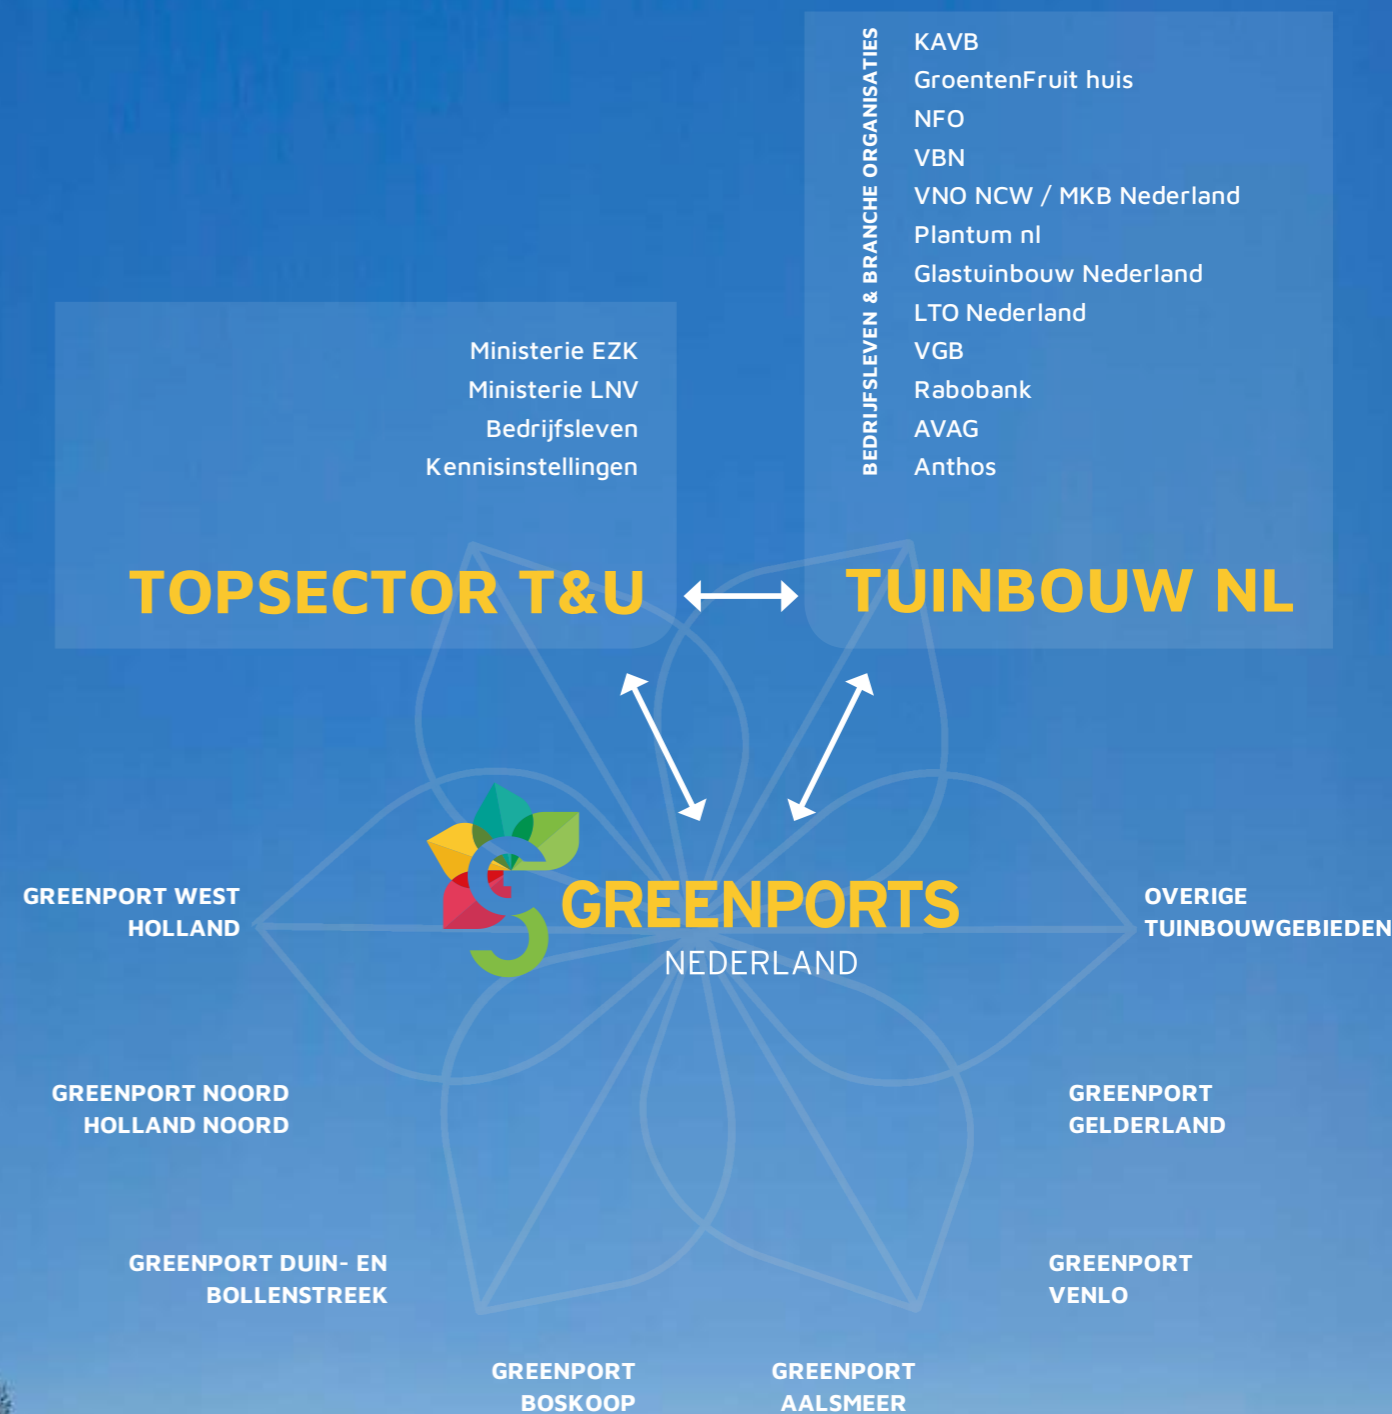 BEDRIJFSLEVEN & BRANCHE ORGANISATIES
KAVB
GroentenFruit huis
NFO
VBN
VNO NCW / MKB Nederland
Plantum nl
Glastuinbouw Nederland
LTO Nederland
VGB
Rabobank
AVAG
Anthos
Ministerie EZK
Ministerie LNV
Bedrijfsleven
Kennisinstellingen
TOPSECTOR T&U
TUINBOUW NL
GREENPORTS
NEDERLAND
GREENPORT WEST
HOLLAND
OVERIGE
TUINBOUWGEBIEDEN
GREENPORT NOORD
HOLLAND NOORD
GREENPORT
GELDERLAND
GREENPORT DUIN- EN
BOLLENSTREEK
GREENPORT
VENLO
GREENPORT
BOSKOOP
GREENPORT
AALSMEER